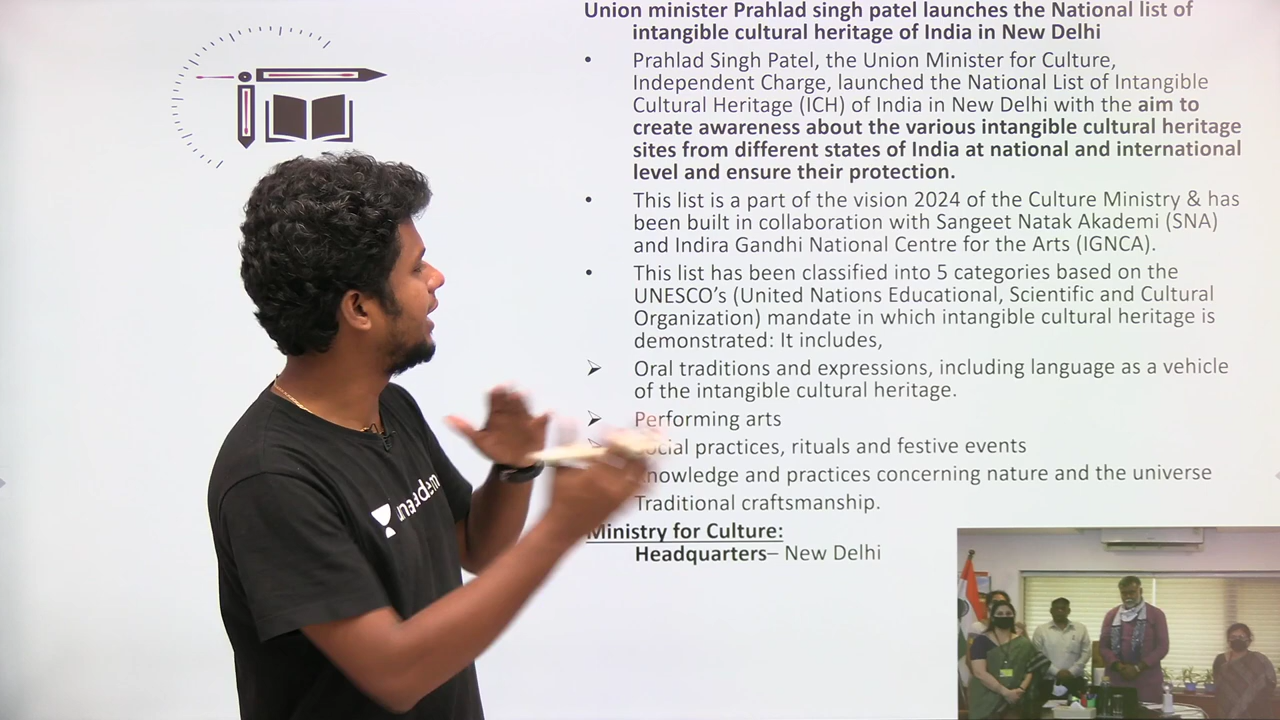 Union minister Prahlad singh patel launches the National list of
intangible cultural heritage of India in New Delhi
• Prahlad Singh Patel, the Union Minister for Culture,
Independent Charge, launched the National List of Intangible
Cultural Heritage (ICH) of India in New Delhi with the aim to
create awareness about the various intangible cultural heritage
sites from different states of India at national and international
level and ensure their protection.
• This list is a part of the vision 2024 of the Culture Ministry & has
been built in collaboration with Sangeet Natak Akademi (SNA)
and Indira Gandhi National Centre for the Arts (IGNCA).
• This list has been classified into 5 categories based on the
UNESCO’s (United Nations Educational, Scientific and Cultural
Organization) mandate in which intangible cultural heritage is
demonstrated: It includes,
➢ Oral traditions and expressions, including language as a vehicle
of the intangible cultural heritage.
➢ Performing arts
Social practices, rituals and festive events
Knowledge and practices concerning nature and the universe
Traditional craftsmanship.
Ministry for Culture:
Headquarters– New Delhi
unacadem